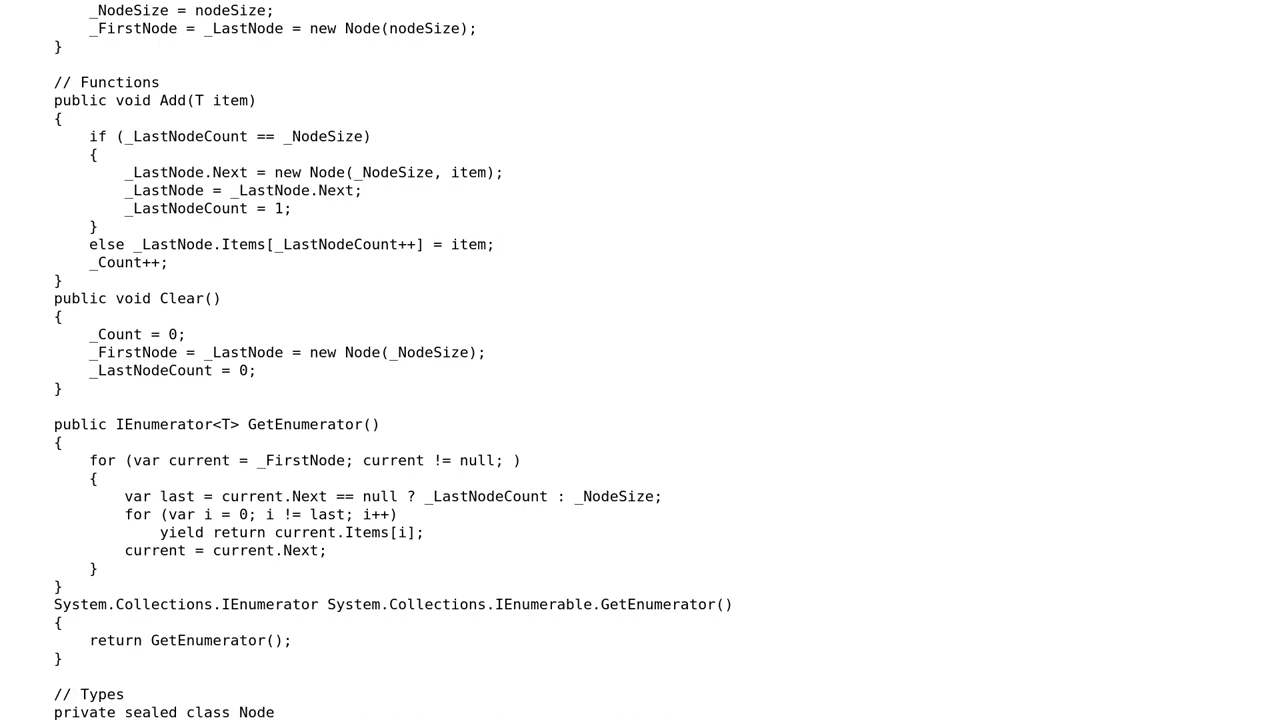 _NodeSize = nodeSize;
        _FirstNode = _LastNode = new Node(nodeSize);
    }

    // Functions
    public void Add(T item)
    {
        if (_LastNodeCount == _NodeSize)
        {
            _LastNode.Next = new Node(_NodeSize, item);
            _LastNode = _LastNode.Next;
            _LastNodeCount = 1;
        }
        else _LastNode.Items[_LastNodeCount++] = item;
        _Count++;
    }
    public void Clear()
    {
        _Count = 0;
        _FirstNode = _LastNode = new Node(_NodeSize);
        _LastNodeCount = 0;
    }

    public IEnumerator<T> GetEnumerator()
    {
        for (var current = _FirstNode; current != null; )
        {
            var last = current.Next == null ? _LastNodeCount : _NodeSize;
            for (var i = 0; i != last; i++)
                yield return current.Items[i];
            current = current.Next;
        }
    }
    System.Collections.IEnumerator System.Collections.IEnumerable.GetEnumerator()
    {
        return GetEnumerator();
    }

    // Types
    private sealed class Node